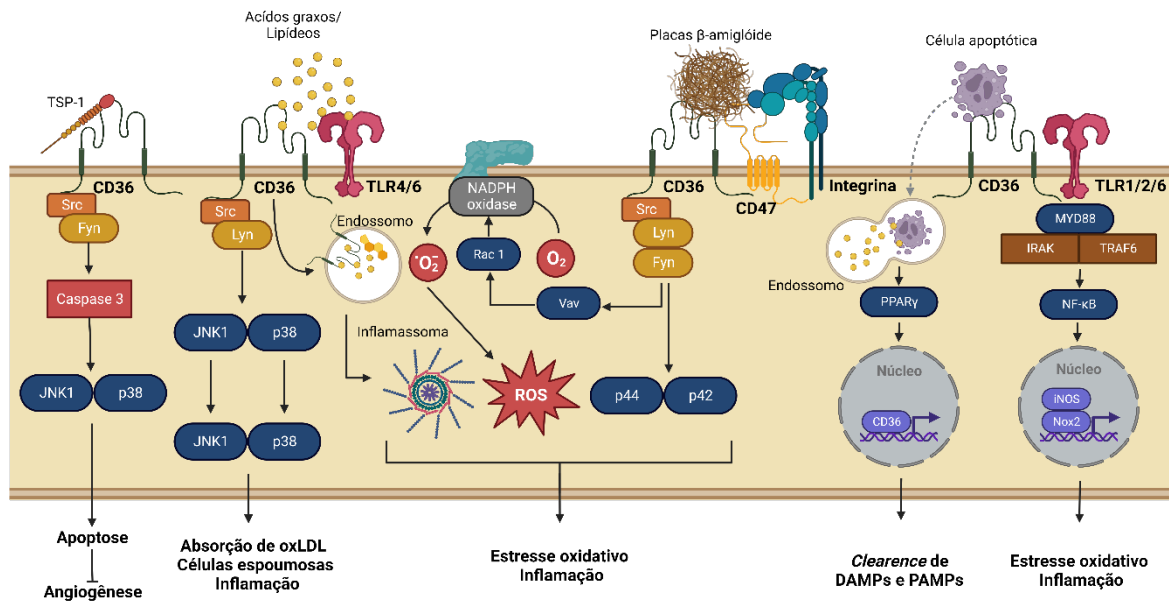 Acídos graxos/
Lipídeos
TSP-1
CD36
Src
Fyn
Caspase 3
JNK1
p38
Apoptose
Angiogênese
CD36
TLR4/6
Src
Lyn
JNK1
p38
JNK1
p38
Absorção de oxLDL
Células espoumosas
Inflamação
Endossomo
Inflamassoma
NADPH
oxidase
•O₂⁻
Rac 1
O₂
Vav
ROS
Placas β-amiglóide
CD36
CD47
Integrina
Src
Lyn
Fyn
p44
p42
Estresse oxidativo
Inflamação
Célula apoptótica
Endossomo
PPARγ
Núcleo
CD36
Clearence de
DAMPs e PAMPs
CD36
TLR1/2/6
MYD88
IRAK
TRAF6
NF-κB
Núcleo
iNOS
Nox2
Estresse oxidativo
Inflamação